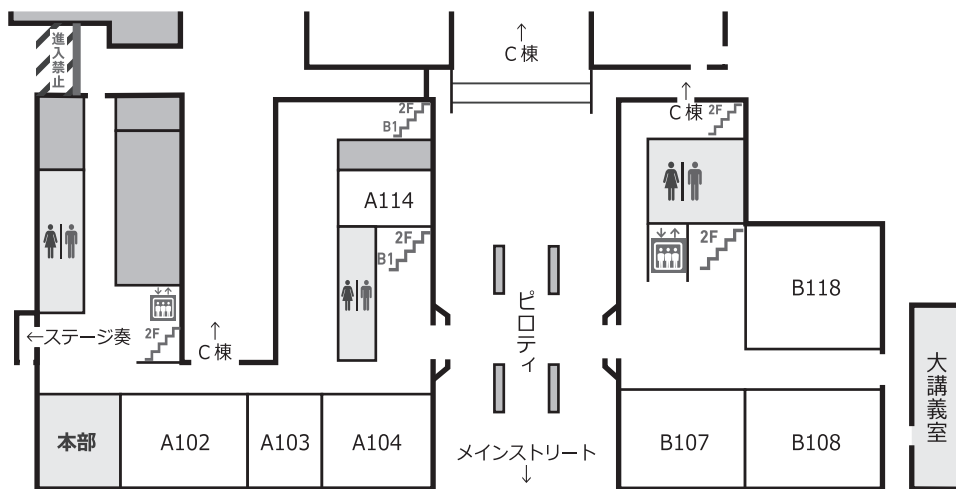 進入禁止
↑
C棟
↑
C棟
2F
B1
2F
A114
2F
B1
2F
B118
ピロティ
←ステージ奏
2F
↑
C棟
大講義室
本部
A102
A103
A104
メインストリート
↓
B107
B108